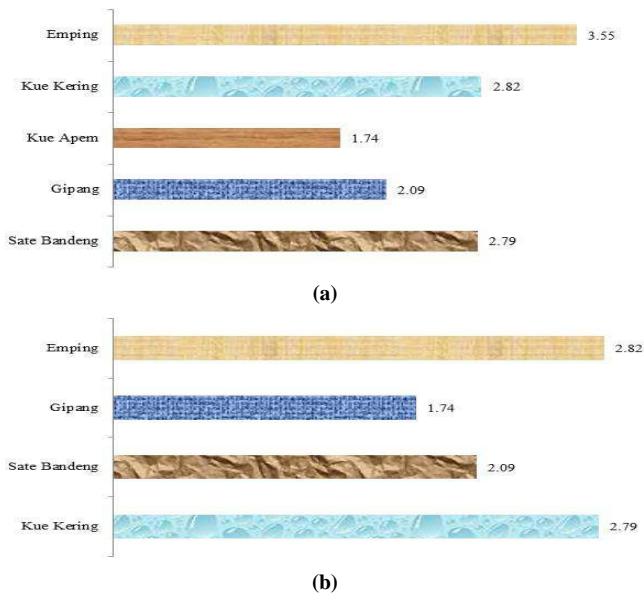 Emping 3.55
Kue Kering 2.82
Kue Apem 1.74
Gipang 2.09
Sate Bandeng 2.79
(a)
Emping 2.82
Gipang 1.74
Sate Bandeng 2.09
Kue Kering 2.79
(b)